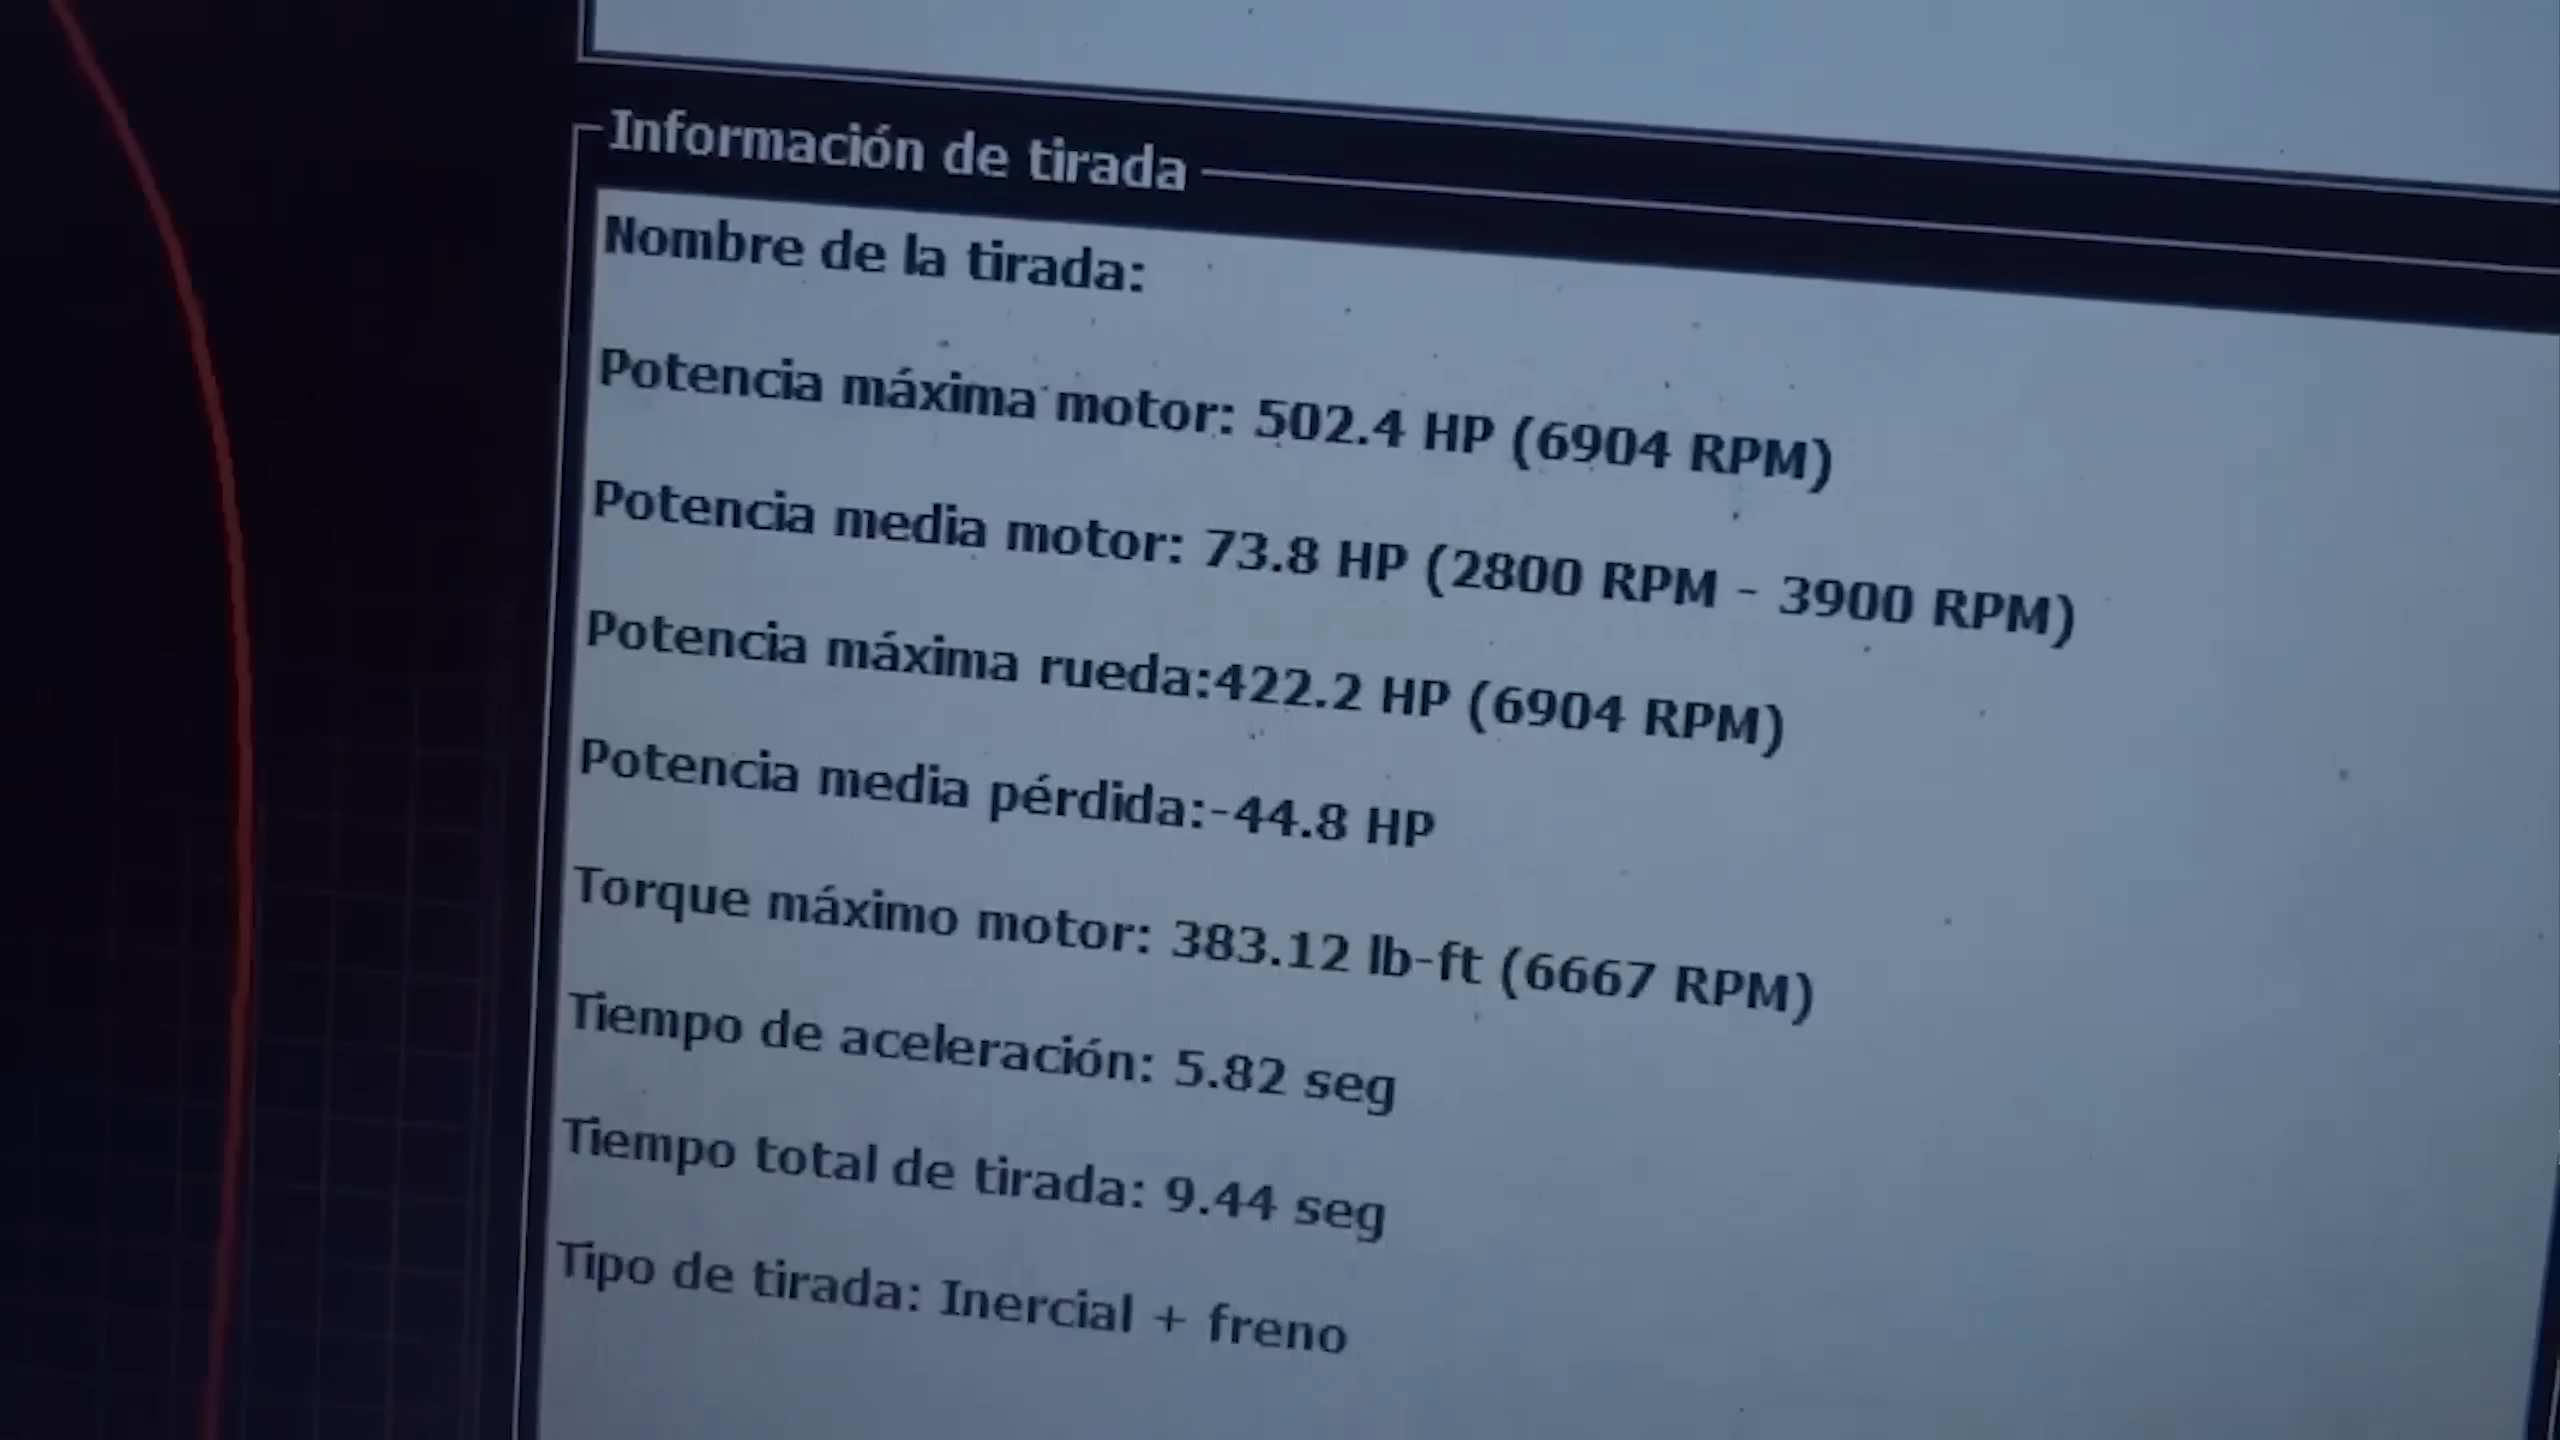 Información de tirada
Nombre de la tirada:
Potencia máxima motor: 502.4 HP (6904 RPM)
Potencia media motor: 73.8 HP (2800 RPM - 3900 RPM)
Potencia máxima rueda:422.2 HP (6904 RPM)
Potencia media pérdida:-44.8 HP
Torque máximo motor: 383.12 lb-ft (6667 RPM)
Tiempo de aceleración: 5.82 seg
Tiempo total de tirada: 9.44 seg
Tipo de tirada: Inercial + freno